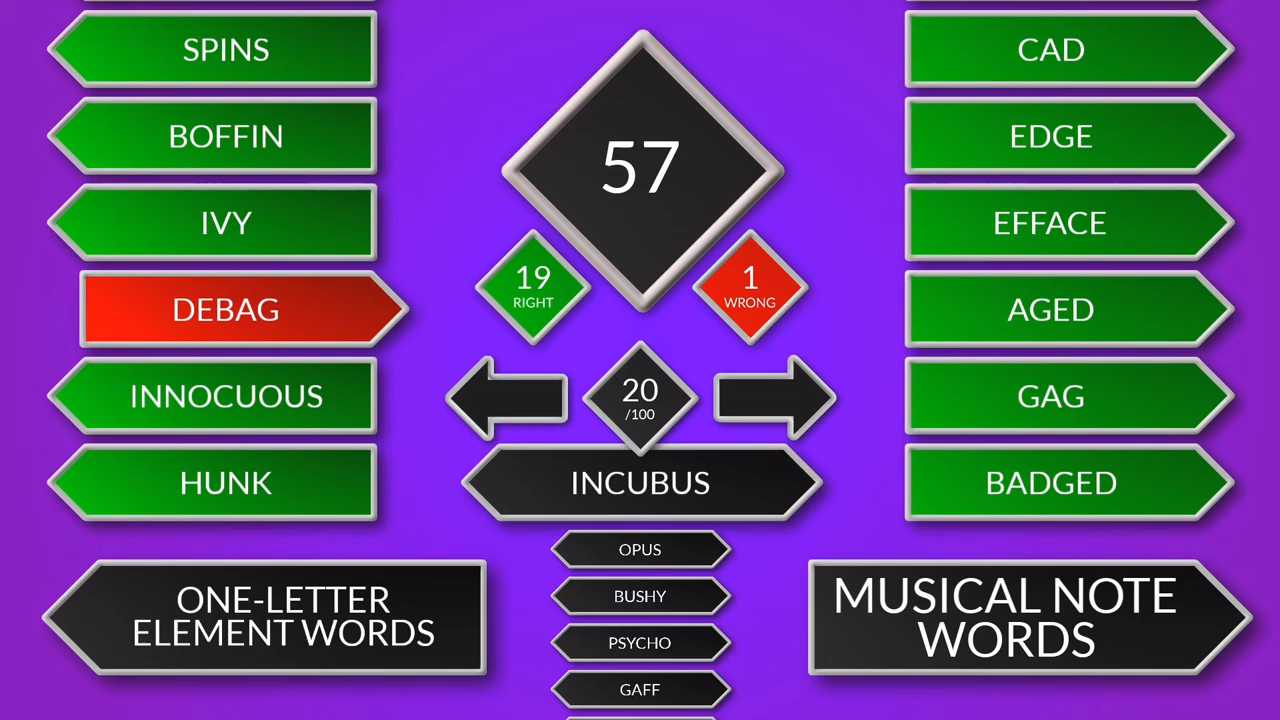 SPINS
BOFFIN
IVY
DEBAG
INNOCUOUS
HUNK
ONE-LETTER
ELEMENT WORDS
57
19
RIGHT
1
WRONG
20
/100
INCUBUS
OPUS
BUSHY
PSYCHO
GAFF
CAD
EDGE
EFFACE
AGED
GAG
BADGED
MUSICAL NOTE
WORDS